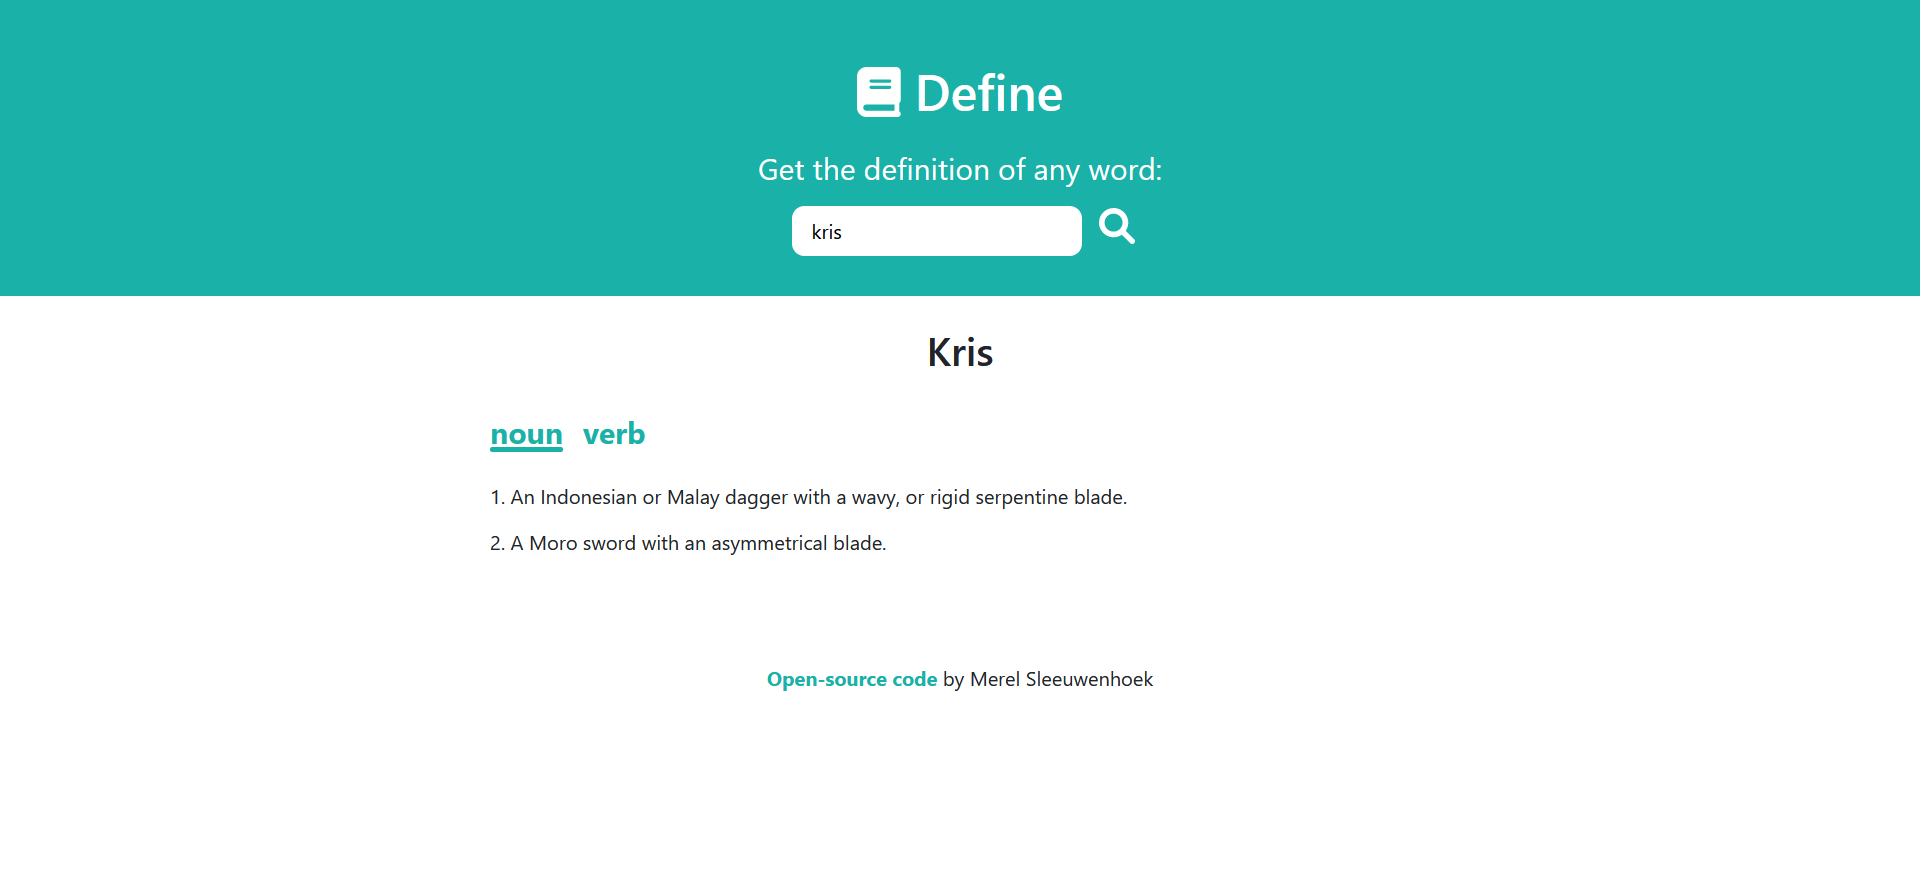 Define
Get the definition of any word:
kris
Kris
noun verb
1. An Indonesian or Malay dagger with a wavy, or rigid serpentine blade.
2. A Moro sword with an asymmetrical blade.
Open-source code by Merel Sleeuwenhoek